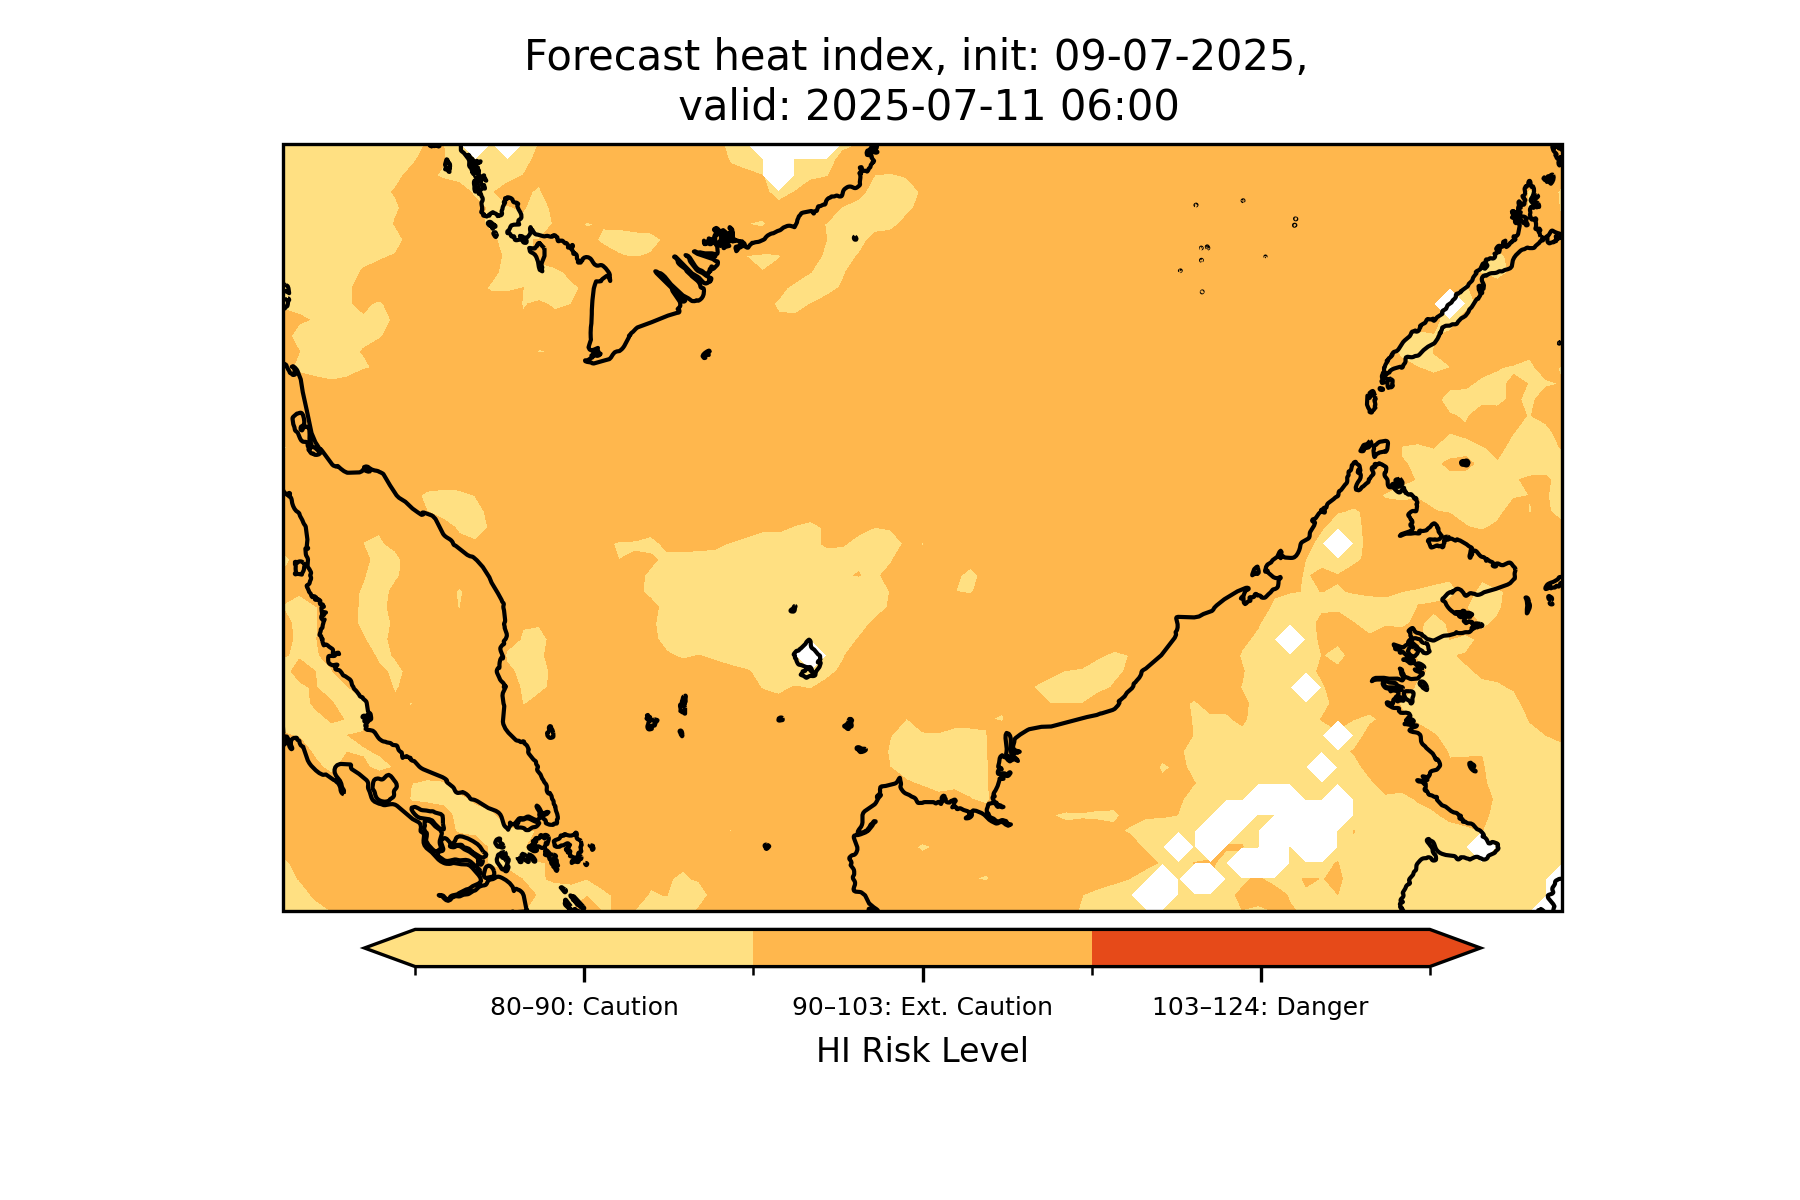 Forecast heat index, init: 09-07-2025,
valid: 2025-07-11 06:00
80–90: Caution
90–103: Ext. Caution
103–124: Danger
HI Risk Level